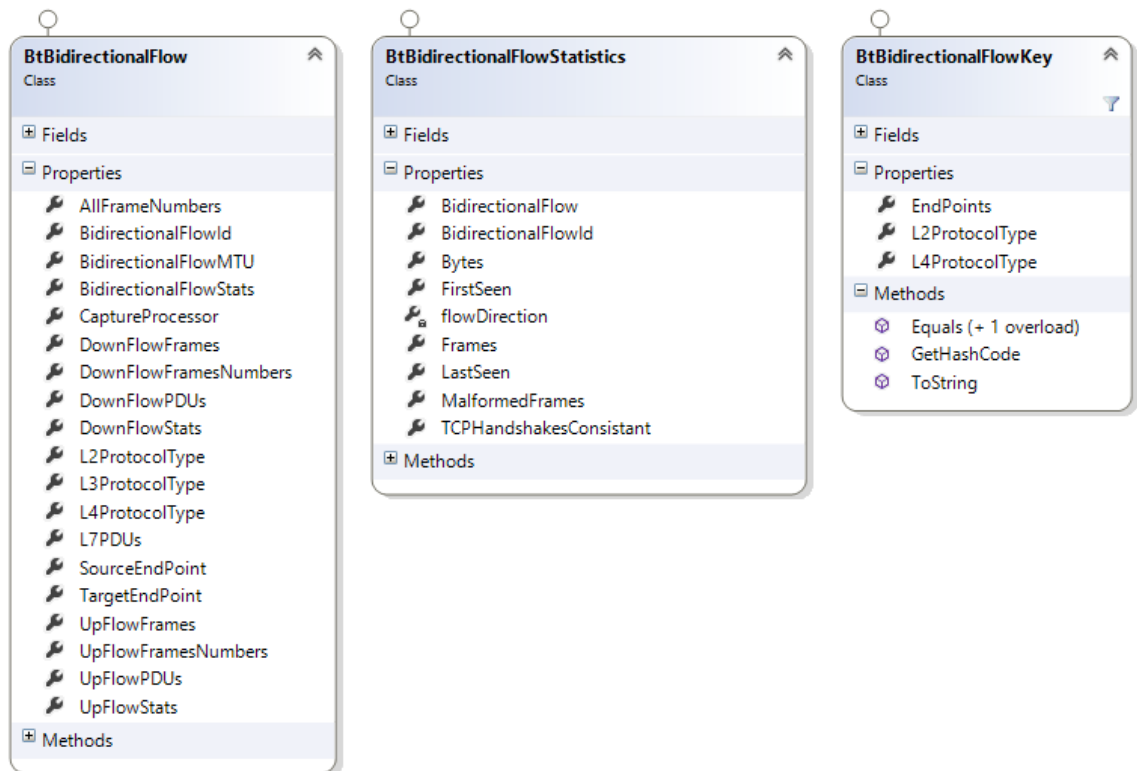 BtBidirectionalFlow
Class
Fields
Properties
AllFrameNumbers
BidirectionalFlowId
BidirectionalFlowMTU
BidirectionalFlowStats
CaptureProcessor
DownFlowFrames
DownFlowFramesNumbers
DownFlowPDUs
DownFlowStats
L2ProtocolType
L3ProtocolType
L4ProtocolType
L7PDUs
SourceEndPoint
TargetEndPoint
UpFlowFrames
UpFlowFramesNumbers
UpFlowPDUs
UpFlowStats
Methods
BtBidirectionalFlowStatistics
Class
Fields
Properties
BidirectionalFlow
BidirectionalFlowId
Bytes
FirstSeen
flowDirection
Frames
LastSeen
MalformedFrames
TCPHandshakesConsistant
Methods
BtBidirectionalFlowKey
Class
Fields
Properties
EndPoints
L2ProtocolType
L4ProtocolType
Methods
Equals (+ 1 overload)
GetHashCode
ToString